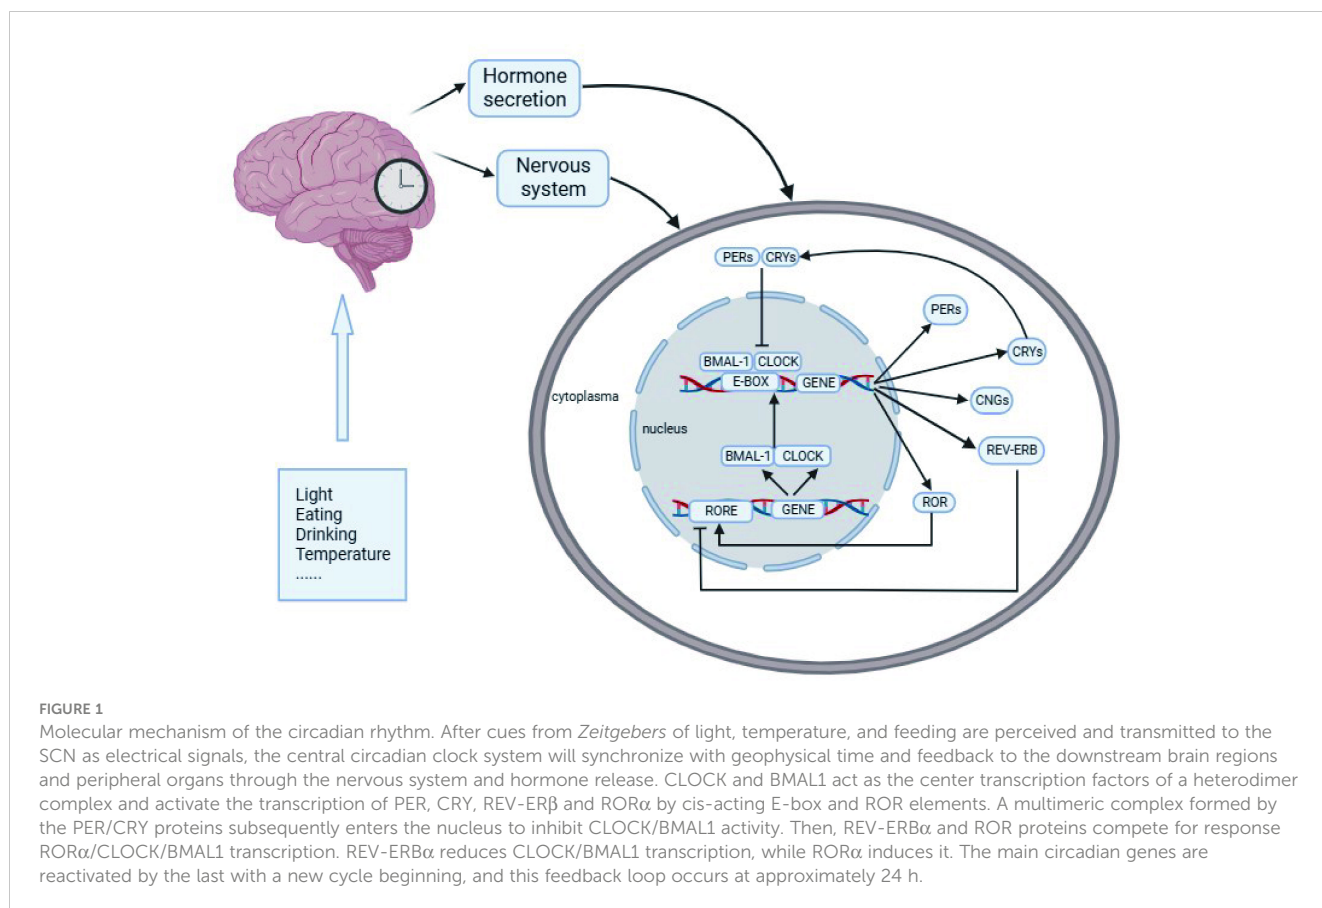 Hormone
secretion
Nervous
system
PERs
CRYs
PERs
BMAL-1
CLOCK
CRYs
E-BOX
GENE
cytoplasma
CNGs
nucleus
REV-ERB
BMAL-1
CLOCK
ROR
RORE
GENE
Light
Eating
Drinking
Temperature
......
FIGURE 1
Molecular mechanism of the circadian rhythm. After cues from Zeitgebers of light, temperature, and feeding are perceived and transmitted to the
SCN as electrical signals, the central circadian clock system will synchronize with geophysical time and feedback to the downstream brain regions
and peripheral organs through the nervous system and hormone release. CLOCK and BMAL1 act as the center transcription factors of a heterodimer
complex and activate the transcription of PER, CRY, REV-ERβ and RORα by cis-acting E-box and ROR elements. A multimeric complex formed by
the PER/CRY proteins subsequently enters the nucleus to inhibit CLOCK/BMAL1 activity. Then, REV-ERBα and ROR proteins compete for response
RORα/CLOCK/BMAL1 transcription. REV-ERBα reduces CLOCK/BMAL1 transcription, while RORα induces it. The main circadian genes are
reactivated by the last with a new cycle beginning, and this feedback loop occurs at approximately 24 h.